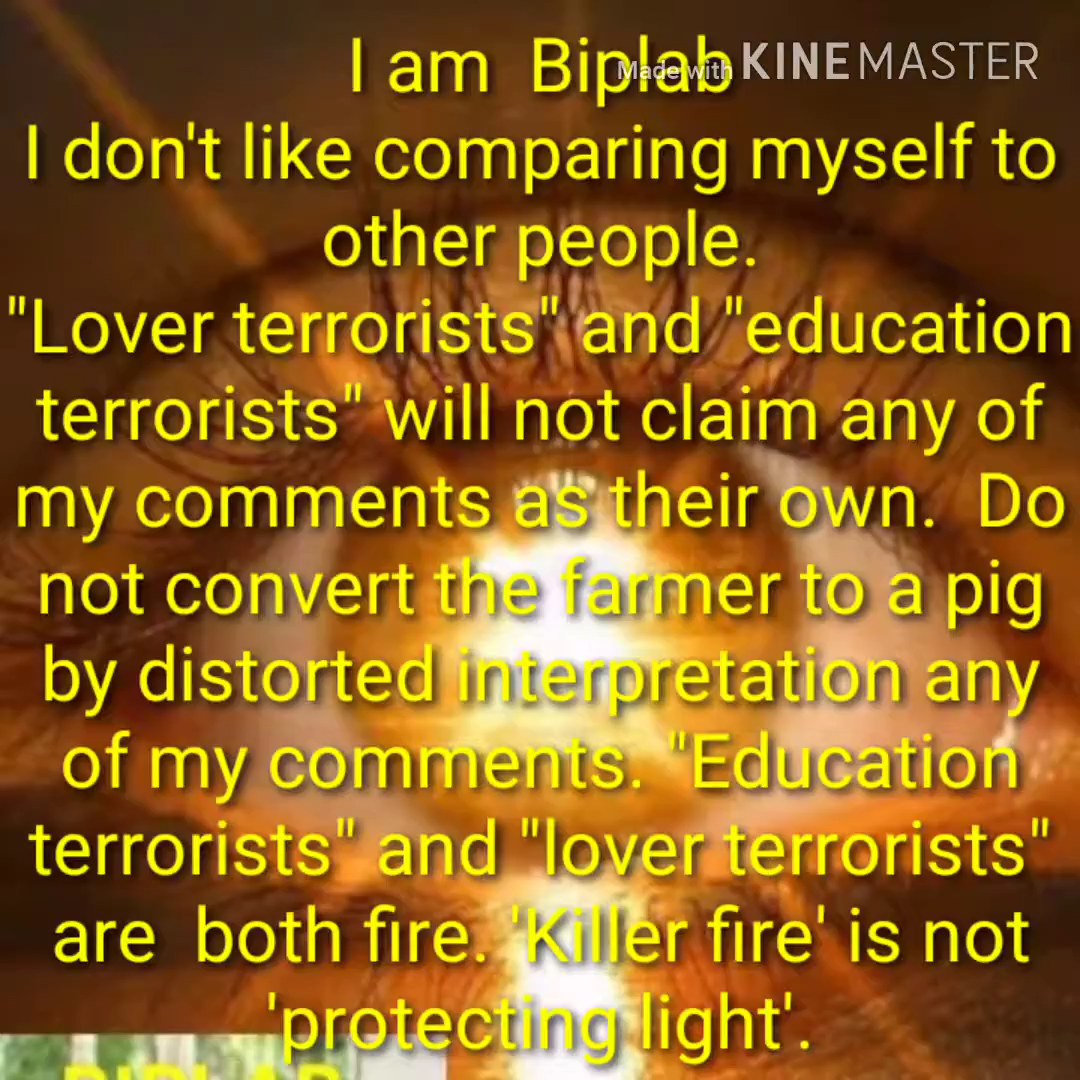 I am  Biplab
Made with KINEMASTER
I don't like comparing myself to
other people.
"Lover terrorists" and "education
terrorists" will not claim any of
my comments as their own.  Do
not convert the farmer to a pig
by distorted interpretation any
of my comments. "Education
terrorists" and "lover terrorists"
are  both fire. 'Killer fire' is not
'protecting light'.
BIPLAB